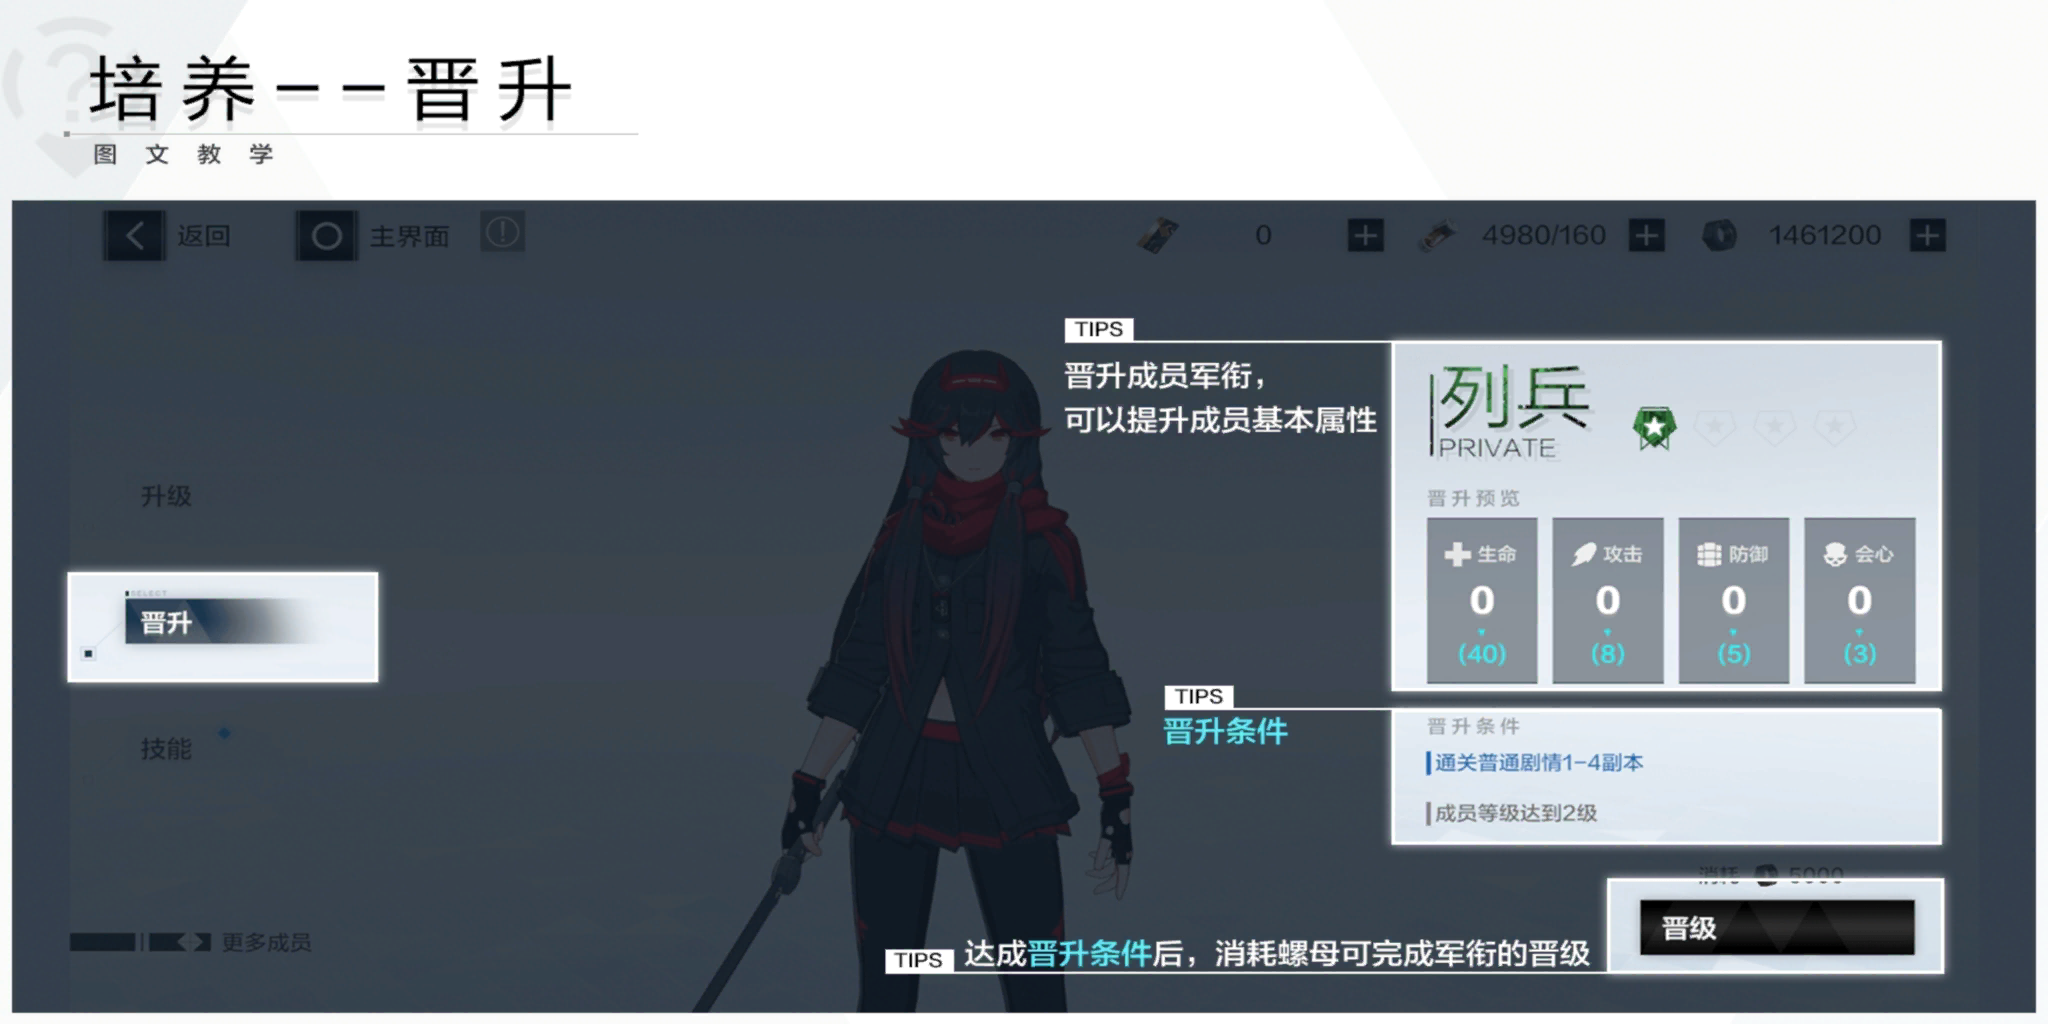 培养--晋升
图文教学
返回
主界面
0
4980/160
1461200
TIPS
晋升成员军衔，
可以提升成员基本属性
列兵
PRIVATE
晋升预览
生命 攻击 防御 会心
0 0 0 0
(40) (8) (5) (3)
升级
SELECT
晋升
技能
TIPS
晋升条件
晋升条件
通关普通剧情1-4副本
成员等级达到2级
消耗 5000
晋级
更多成员
TIPS 达成晋升条件后，消耗螺母可完成军衔的晋级